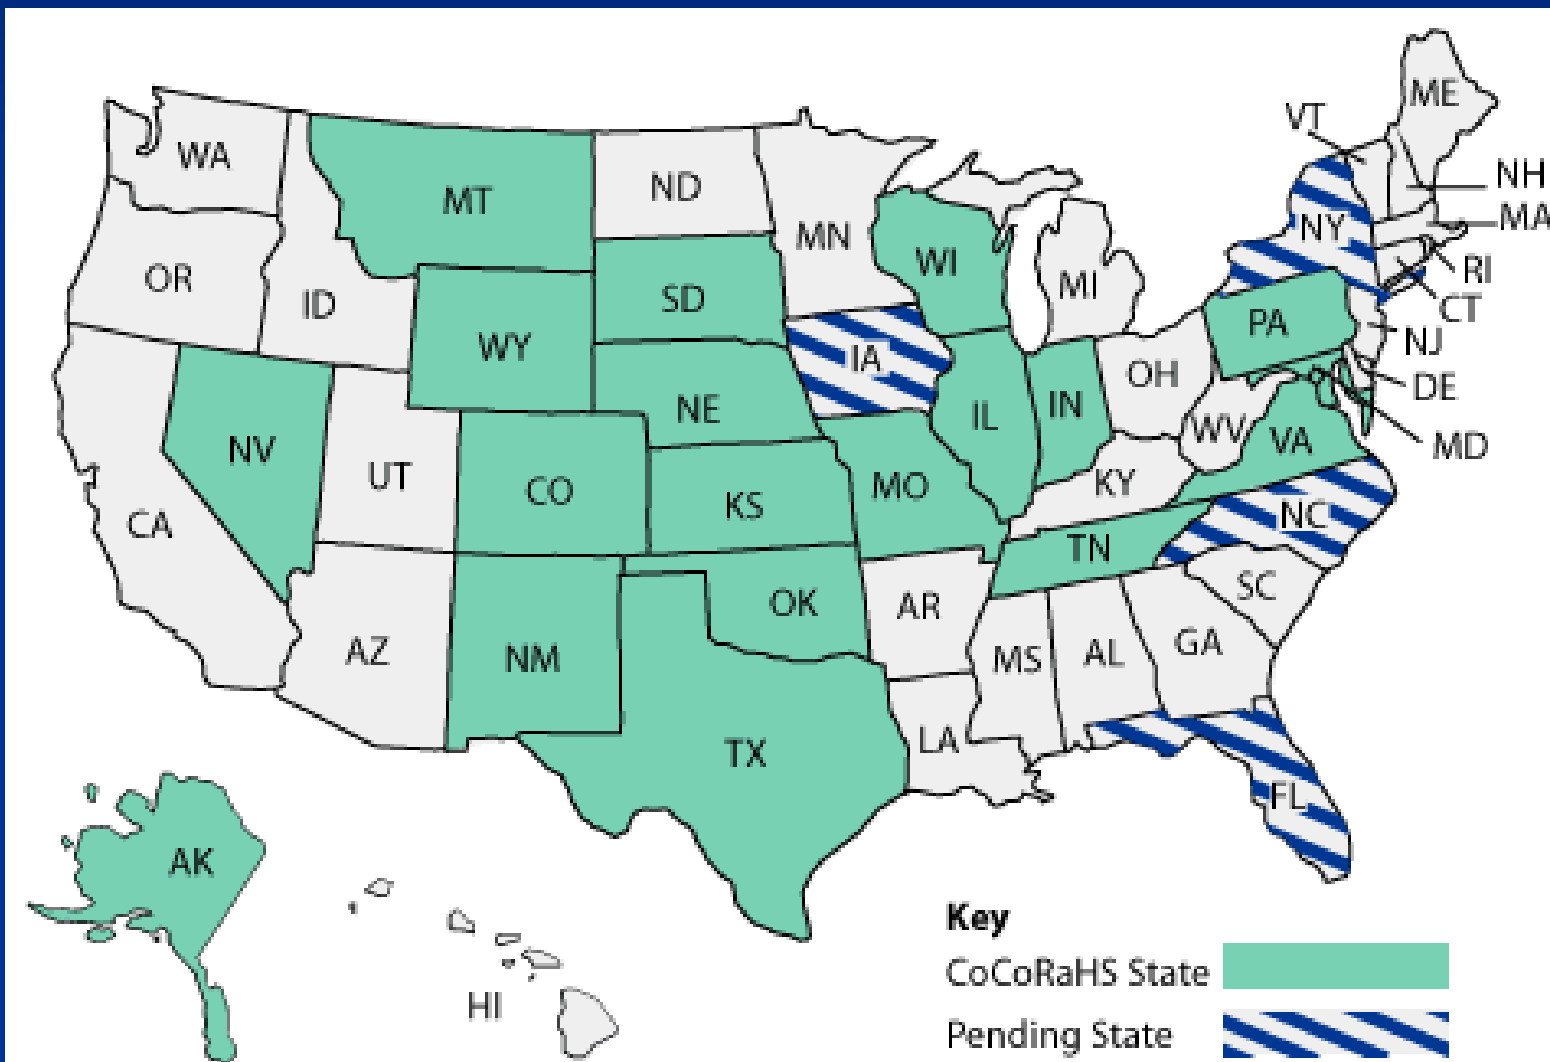 ME
VT
WA
NH
MT
ND
MA
NY
MN
OR
WI
RI
ID
MI
SD
CT
PA
WY
NJ
IA
OH
DE
NE
IL
IN
WV
VA
NV
MD
UT
CO
MO
KY
KS
CA
NC
TN
SC
OK
AR
GA
AZ
NM
MS
AL
LA
TX
FL
AK
HI
Key
CoCoRaHS State
Pending State